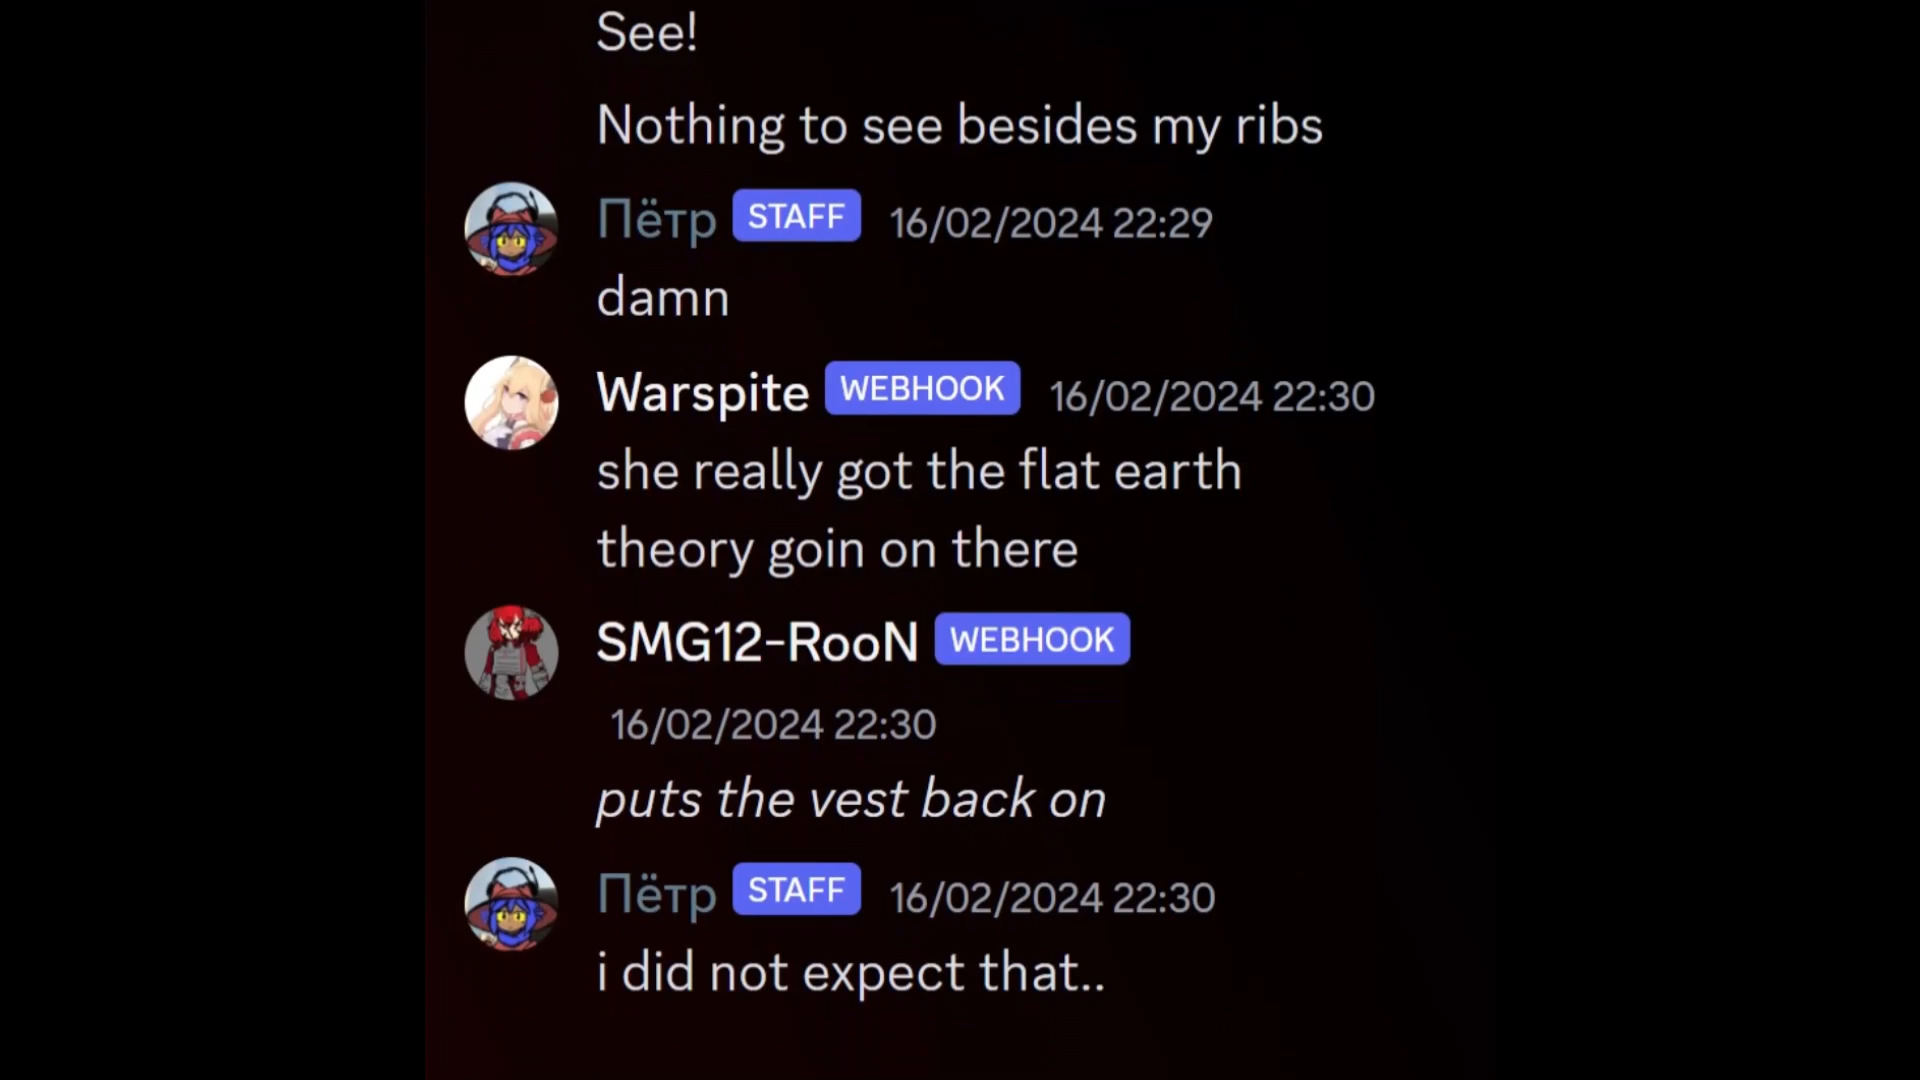 See!
Nothing to see besides my ribs
Пётр STAFF 16/02/2024 22:29
damn
Warspite WEBHOOK 16/02/2024 22:30
she really got the flat earth
theory goin on there
SMG12-RooN WEBHOOK
16/02/2024 22:30
puts the vest back on
Пётр STAFF 16/02/2024 22:30
i did not expect that..